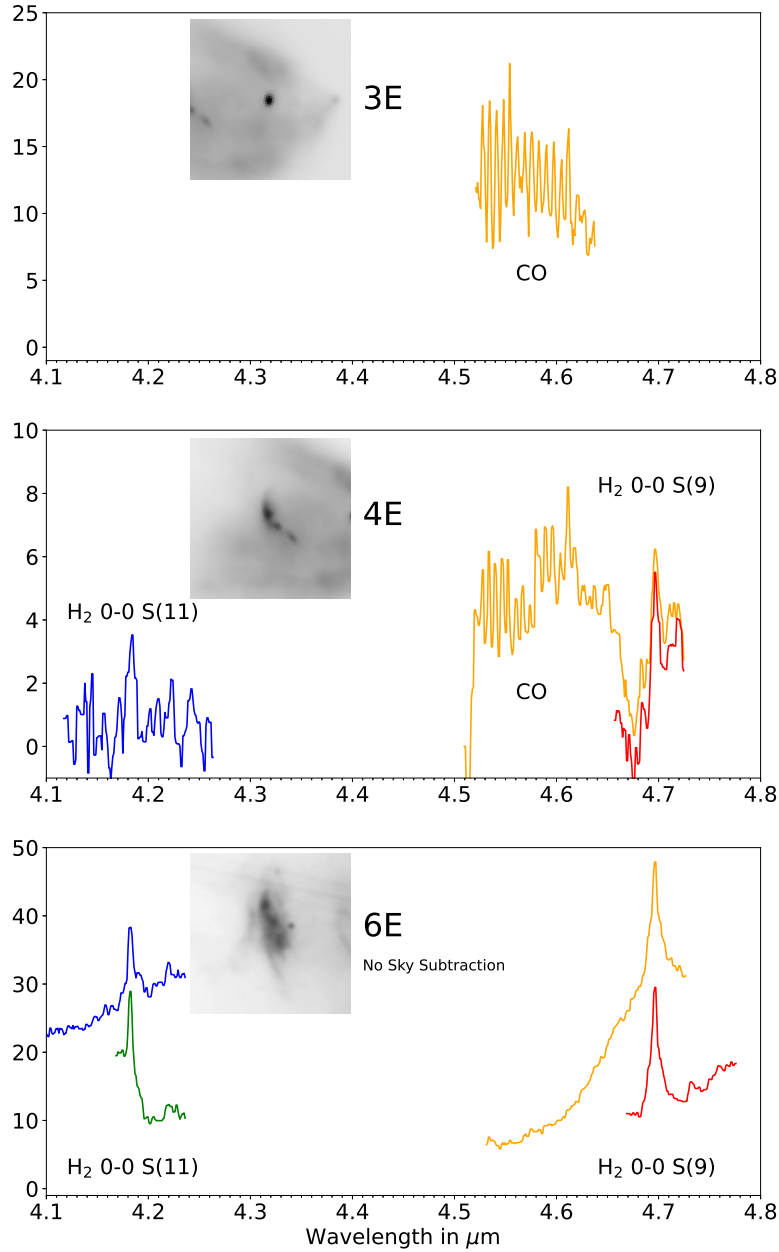 25
20
15
10
5
0
3E
CO
4.1 4.2 4.3 4.4 4.5 4.6 4.7 4.8
10
8
6
4
2
0
4E
H₂ 0-0 S(9)
H₂ 0-0 S(11)
CO
4.1 4.2 4.3 4.4 4.5 4.6 4.7 4.8
50
40
30
20
10
0
6E
No Sky Subtraction
H₂ 0-0 S(11) H₂ 0-0 S(9)
4.1 4.2 4.3 4.4 4.5 4.6 4.7 4.8
Wavelength in μm